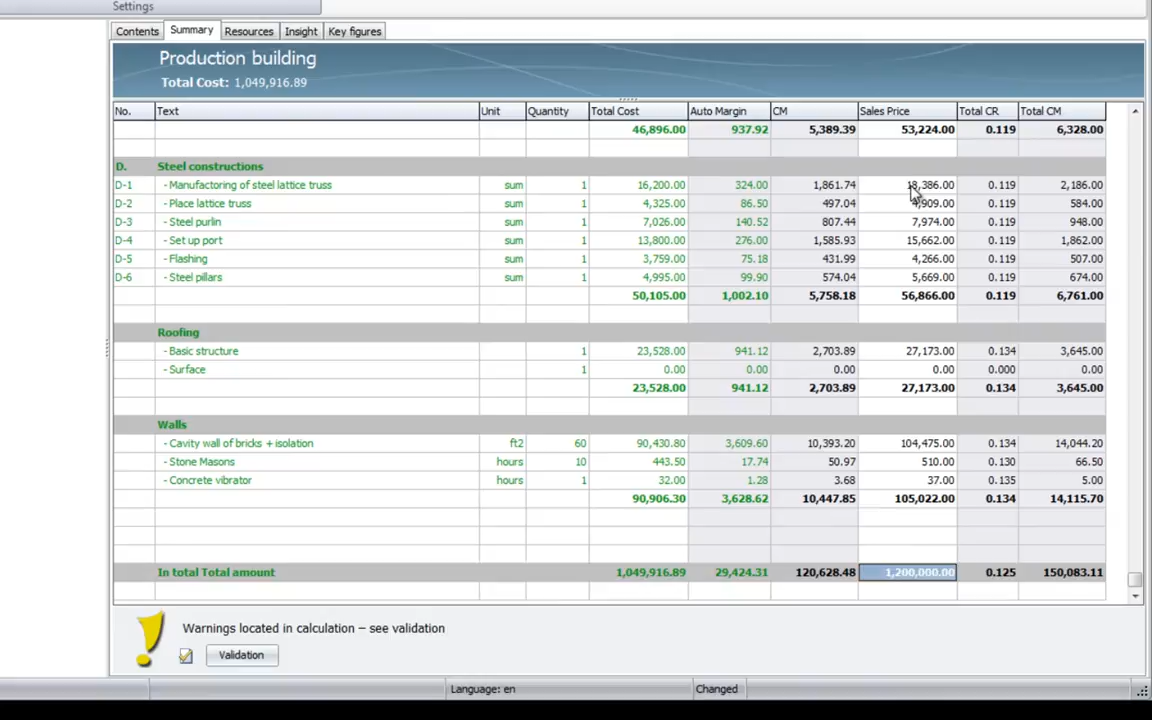 Settings
Contents Summary Resources Insight Key figures
Production building
Total Cost: 1,049,916.89
No. Text Unit Quantity Total Cost Auto Margin CM Sales Price Total CR Total CM
46,896.00 937.92 5,389.39 53,224.00 0.119 6,328.00
D. Steel constructions
D-1 - Manufactoring of steel lattice truss sum 1 16,200.00 324.00 1,861.74 18,386.00 0.119 2,186.00
D-2 - Place lattice truss sum 1 4,325.00 86.50 497.04 4,909.00 0.119 584.00
D-3 - Steel purlin sum 1 7,026.00 140.52 807.44 7,974.00 0.119 948.00
D-4 - Set up port sum 1 13,800.00 276.00 1,585.93 15,662.00 0.119 1,862.00
D-5 - Flashing sum 1 3,759.00 75.18 431.99 4,266.00 0.119 507.00
D-6 - Steel pillars sum 1 4,995.00 99.90 574.04 5,669.00 0.119 674.00
50,105.00 1,002.10 5,758.18 56,866.00 0.119 6,761.00
Roofing
- Basic structure 1 23,528.00 941.12 2,703.89 27,173.00 0.134 3,645.00
- Surface 1 0.00 0.00 0.00 0.00 0.000 0.00
23,528.00 941.12 2,703.89 27,173.00 0.134 3,645.00
Walls
- Cavity wall of bricks + isolation ft2 60 90,430.80 3,609.60 10,393.20 104,475.00 0.134 14,044.20
- Stone Masons hours 10 443.50 17.74 50.97 510.00 0.130 66.50
- Concrete vibrator hours 1 32.00 1.28 3.68 37.00 0.135 5.00
90,906.30 3,628.62 10,447.85 105,022.00 0.134 14,115.70
In total Total amount 1,049,916.89 29,424.31 120,628.48 1,200,000.00 0.125 150,083.11
Warnings located in calculation – see validation
Validation
Language: en Changed